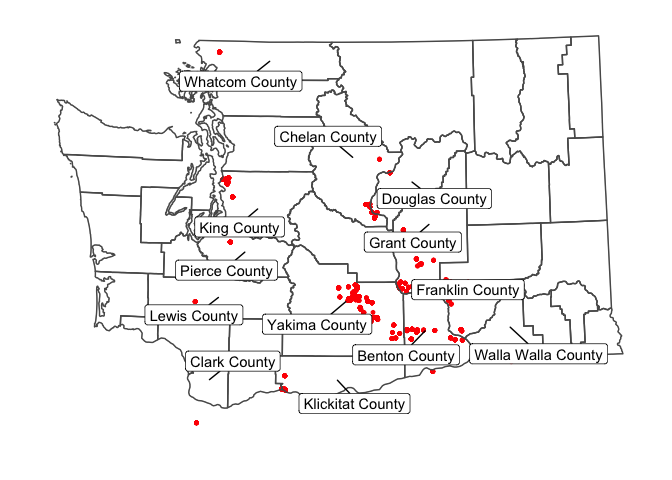 Whatcom County
Chelan County
Douglas County
King County
Grant County
Pierce County
Franklin County
Lewis County
Yakima County
Benton County
Walla Walla County
Clark County
Klickitat County